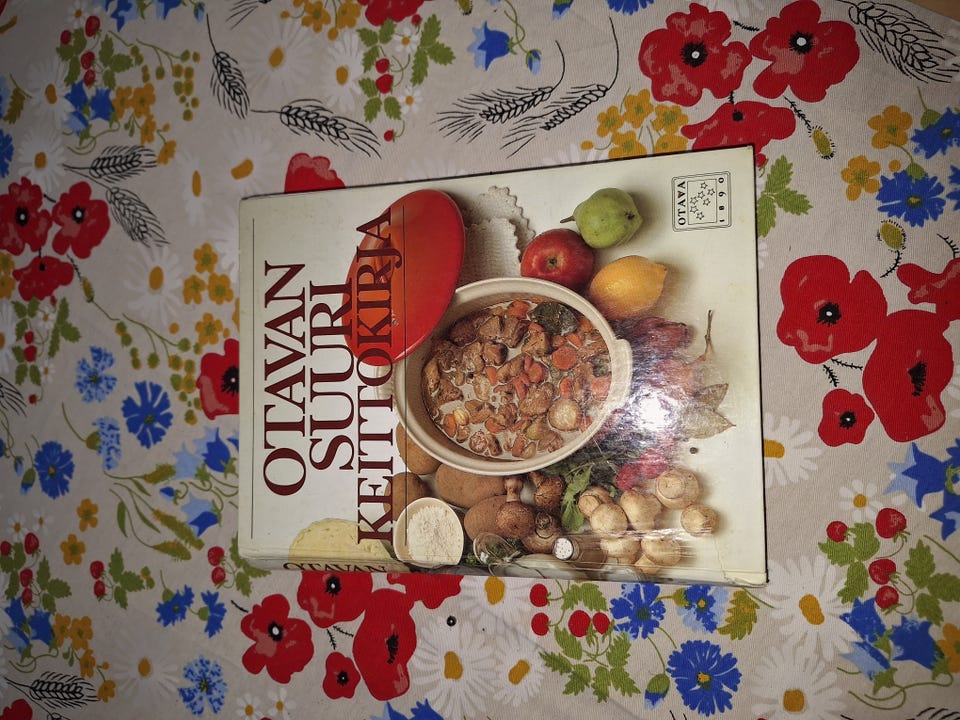 OTAVAN
SUURI
KEITTOKIRJA
OTAVA
1890
OTAVAN